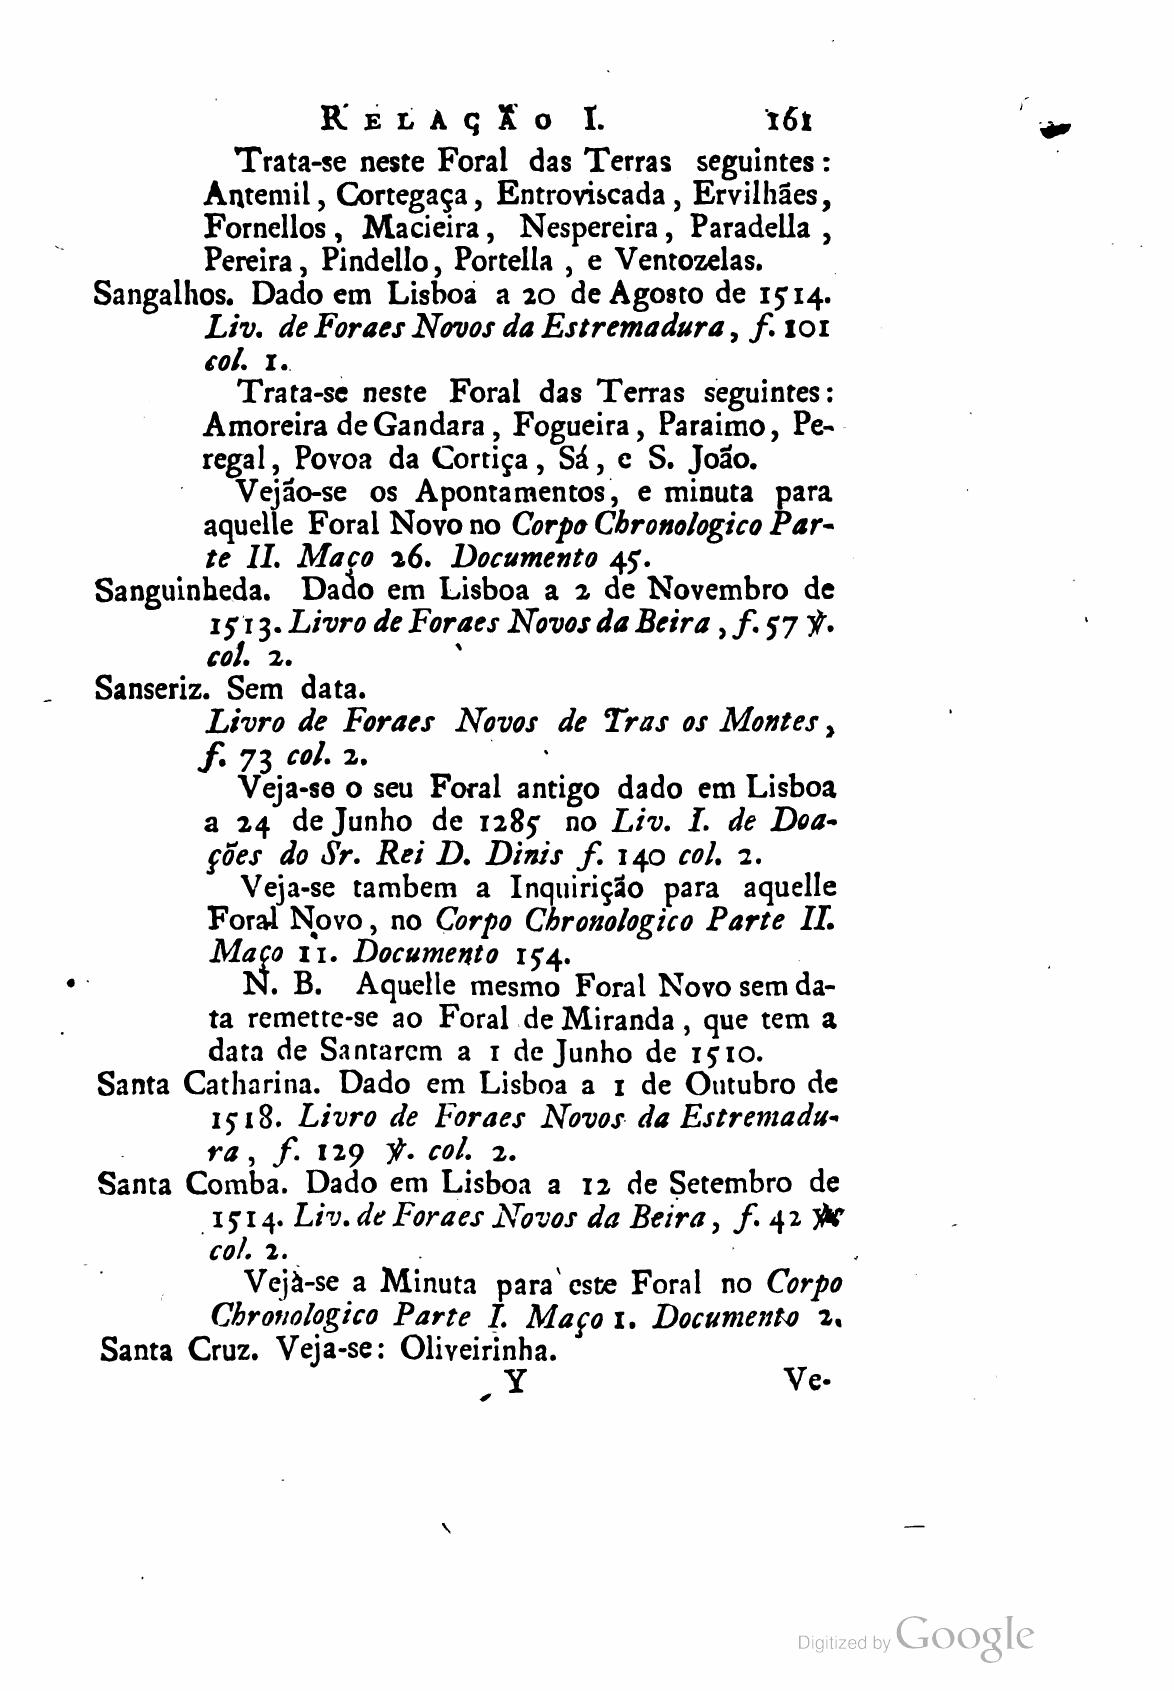 RELAÇÃO I. 161
Trata-se neste Foral das Terras seguintes:
Antemil, Cortegaça, Entroviscada, Ervilhães,
Fornellos, Macieira, Nespereira, Paradella,
Pereira, Pindello, Portella, e Ventozelas.
Sangalhos. Dado em Lisboa a 20 de Agosto de 1514.
Liv. de Foraes Novos da Estremadura, f. 101
col. 1.
Trata-se neste Foral das Terras seguintes:
Amoreira de Gandara, Fogueira, Paraimo, Pe-
regal, Povoa da Cortiça, Sá, e S. João.
Vejão-se os Apontamentos, e minuta para
aquelle Foral Novo no Corpo Chronologico Par-
te II. Maço 26. Documento 45.
Sanguinheda. Dado em Lisboa a 2 de Novembro de
1513. Livro de Foraes Novos da Beira, f. 57 ℣.
col. 2.
Sanseriz. Sem data.
Livro de Foraes Novos de Tras os Montes,
f. 73 col. 2.
Veja-se o seu Foral antigo dado em Lisboa
a 24 de Junho de 1285 no Liv. I. de Doa-
ções do Sr. Rei D. Dinis f. 140 col. 2.
Veja-se tambem a Inquirição para aquelle
Foral Novo, no Corpo Chronologico Parte II.
Maço 11. Documento 154.
N. B. Aquelle mesmo Foral Novo sem da-
ta remette-se ao Foral de Miranda, que tem a
data de Santarem a 1 de Junho de 1510.
Santa Catharina. Dado em Lisboa a 1 de Outubro de
1518. Livro de Foraes Novos da Estremadu-
ra, f. 129 ℣. col. 2.
Santa Comba. Dado em Lisboa a 12 de Setembro de
1514. Liv. de Foraes Novos da Beira, f. 42 ℣
col. 2.
Veja-se a Minuta para este Foral no Corpo
Chronologico Parte I. Maço 1. Documento 2.
Santa Cruz. Veja-se: Oliveirinha.
Y Ve-
Digitized by Google